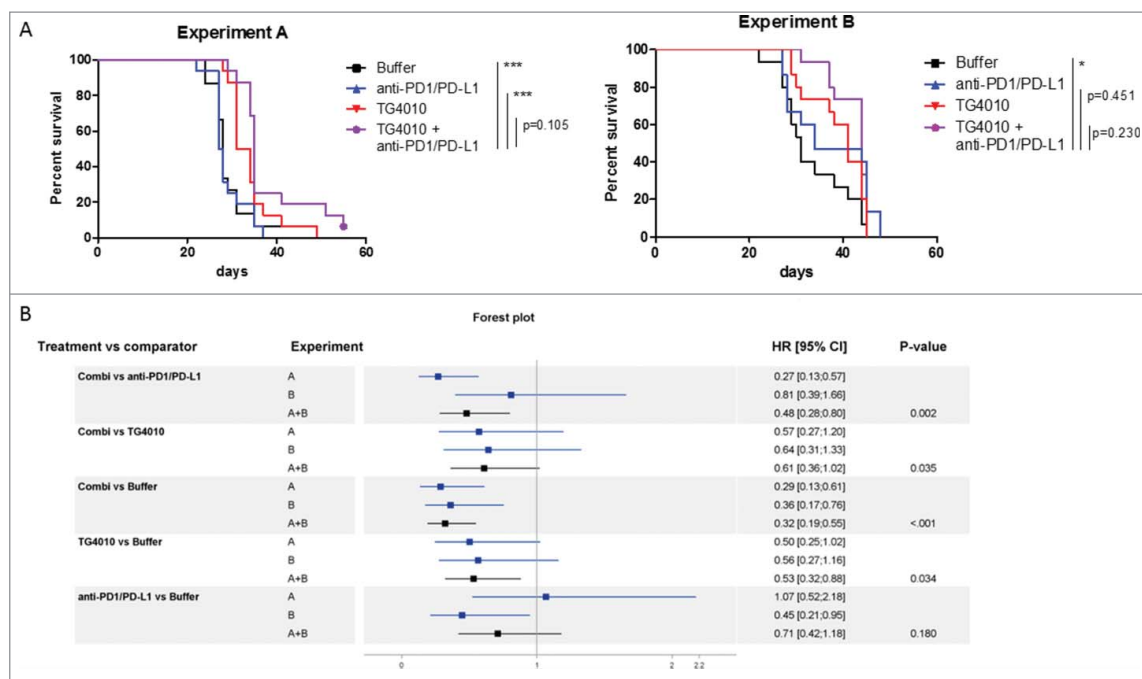 A
Experiment A
Percent survival
100
80
60
40
20
0
0 20 40 60
days
Buffer
anti-PD1/PD-L1
TG4010
TG4010 +
anti-PD1/PD-L1
***
***
p=0.105
Experiment B
Percent survival
100
80
60
40
20
0
0 20 40 60
days
Buffer
anti-PD1/PD-L1
TG4010
TG4010 +
anti-PD1/PD-L1
*
p=0.451
p=0.230
B
Forest plot
Treatment vs comparator Experiment HR [95% CI] P-value
Combi vs anti-PD1/PD-L1 A 0.27 [0.13;0.57]
B 0.81 [0.39;1.66]
A+B 0.48 [0.28;0.80] 0.002
Combi vs TG4010 A 0.57 [0.27;1.20]
B 0.64 [0.31;1.33]
A+B 0.61 [0.36;1.02] 0.035
Combi vs Buffer A 0.29 [0.13;0.61]
B 0.36 [0.17;0.76]
A+B 0.32 [0.19;0.55] <.001
TG4010 vs Buffer A 0.50 [0.25;1.02]
B 0.56 [0.27;1.16]
A+B 0.53 [0.32;0.88] 0.034
anti-PD1/PD-L1 vs Buffer A 1.07 [0.52;2.18]
B 0.45 [0.21;0.95]
A+B 0.71 [0.42;1.18] 0.180
0 1 2 2.2